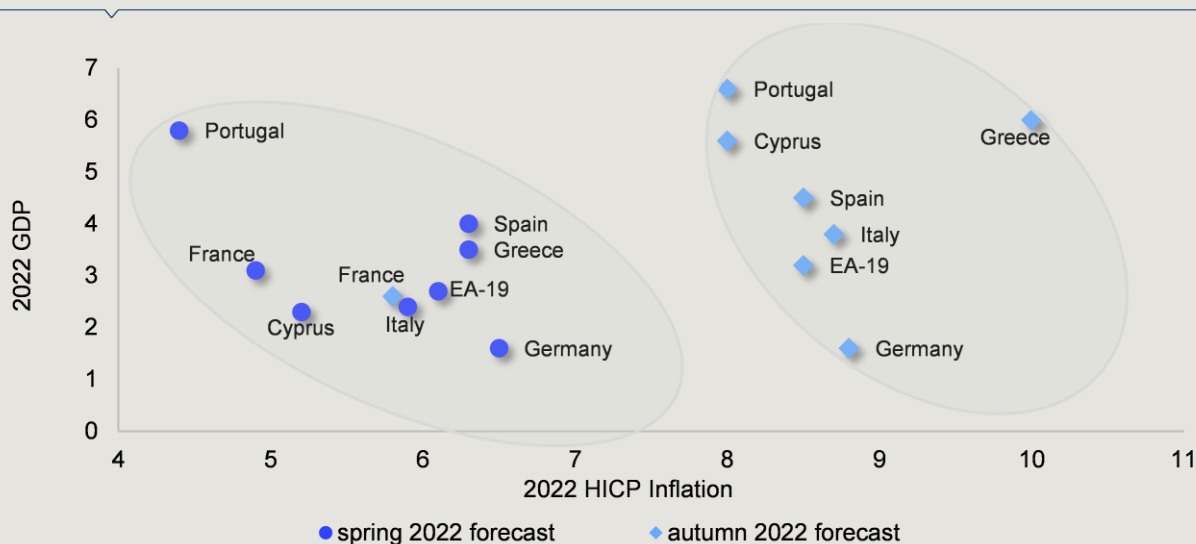 7
Portugal
Portugal
6
Greece
Cyprus
5
Spain
4
Spain
Italy
Greece
EA-19
France
3
France
EA-19
2
Cyprus
Italy
Germany
Germany
1
0
2022 GDP
4 5 6 7 8 9 10 11
2022 HICP Inflation
spring 2022 forecast autumn 2022 forecast